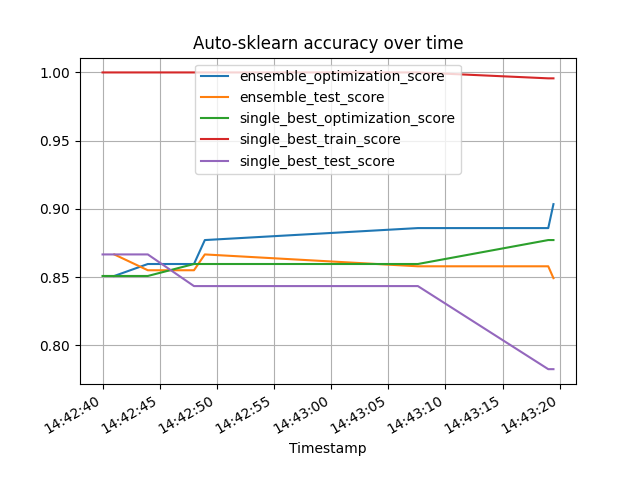 Auto-sklearn accuracy over time
1.00
0.95
0.90
0.85
0.80
ensemble_optimization_score
ensemble_test_score
single_best_optimization_score
single_best_train_score
single_best_test_score
14:42:40
14:42:45
14:42:50
14:42:55
14:43:00
14:43:05
14:43:10
14:43:15
14:43:20
Timestamp